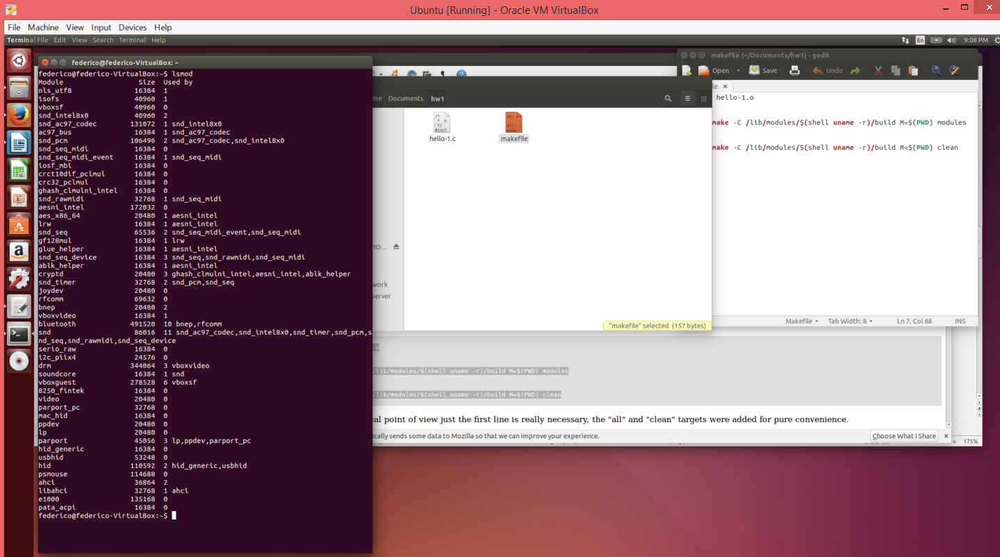 Ubuntu [Running] - Oracle VM VirtualBox
File Machine View Input Devices Help
Terminal File Edit View Search Terminal Help
En
9:08 PM
federico@federico-VirtualBox: ~
federico@federico-VirtualBox:~$ lsmod
Module Size Used by
nls_utf8 16384 1
isofs 40960 1
vboxsf 40960 0
snd_intel8x0 40960 2
snd_ac97_codec 131072 1 snd_intel8x0
ac97_bus 16384 1 snd_ac97_codec
snd_pcm 106496 2 snd_ac97_codec,snd_intel8x0
snd_seq_midi 16384 0
snd_seq_midi_event 16384 1 snd_seq_midi
iosf_mbi 16384 0
crct10dif_pclmul 16384 0
crc32_pclmul 16384 0
ghash_clmulni_intel 16384 0
snd_rawmidi 32768 1 snd_seq_midi
aesni_intel 172032 0
aes_x86_64 20480 1 aesni_intel
lrw 16384 1 aesni_intel
snd_seq 65536 2 snd_seq_midi_event,snd_seq_midi
gf128mul 16384 1 lrw
glue_helper 16384 1 aesni_intel
snd_seq_device 16384 3 snd_seq,snd_rawmidi,snd_seq_midi
ablk_helper 16384 1 aesni_intel
cryptd 20480 3 ghash_clmulni_intel,aesni_intel,ablk_helper
snd_timer 32768 2 snd_pcm,snd_seq
joydev 20480 0
rfcomm 69632 0
bnep 20480 2
vboxvideo 16384 1
bluetooth 491520 10 bnep,rfcomm
snd 86016 11 snd_ac97_codec,snd_intel8x0,snd_timer,snd_pcm,s
nd_seq,snd_rawmidi,snd_seq_device
serio_raw 16384 0
i2c_piix4 24576 0
drm 344064 3 vboxvideo
soundcore 16384 1 snd
vboxguest 278528 6 vboxsf
8250_fintek 16384 0
video 20480 0
parport_pc 32768 0
mac_hid 16384 0
ppdev 20480 0
lp 20480 0
parport 45056 3 lp,ppdev,parport_pc
hid_generic 16384 0
usbhid 53248 0
hid 110592 2 hid_generic,usbhid
psmouse 114688 0
ahci 36864 2
libahci 32768 1 ahci
e1000 135168 0
pata_acpi 16384 0
federico@federico-VirtualBox:~$
me Documents hw1
hello-1.c
makefile
IO...
work
Server
"makefile" selected (157 bytes)
makefile (~/Documents/hw1) - gedit
Open Save Undo
le
hello-1.o
make -C /lib/modules/$(shell uname -r)/build M=$(PWD) modules
make -C /lib/modules/$(shell uname -r)/build M=$(PWD) clean
Makefile Tab Width: 8 Ln 7, Col 68 INS
/lib/modules/$(shell uname -r)/build M=$(PWD) modules
/lib/modules/$(shell uname -r)/build M=$(PWD) clean
cal point of view just the first line is really necessary, the "all" and "clean" targets were added for pure convenience.
ically sends some data to Mozilla so that we can improve your experience.
Choose What I Share
175%